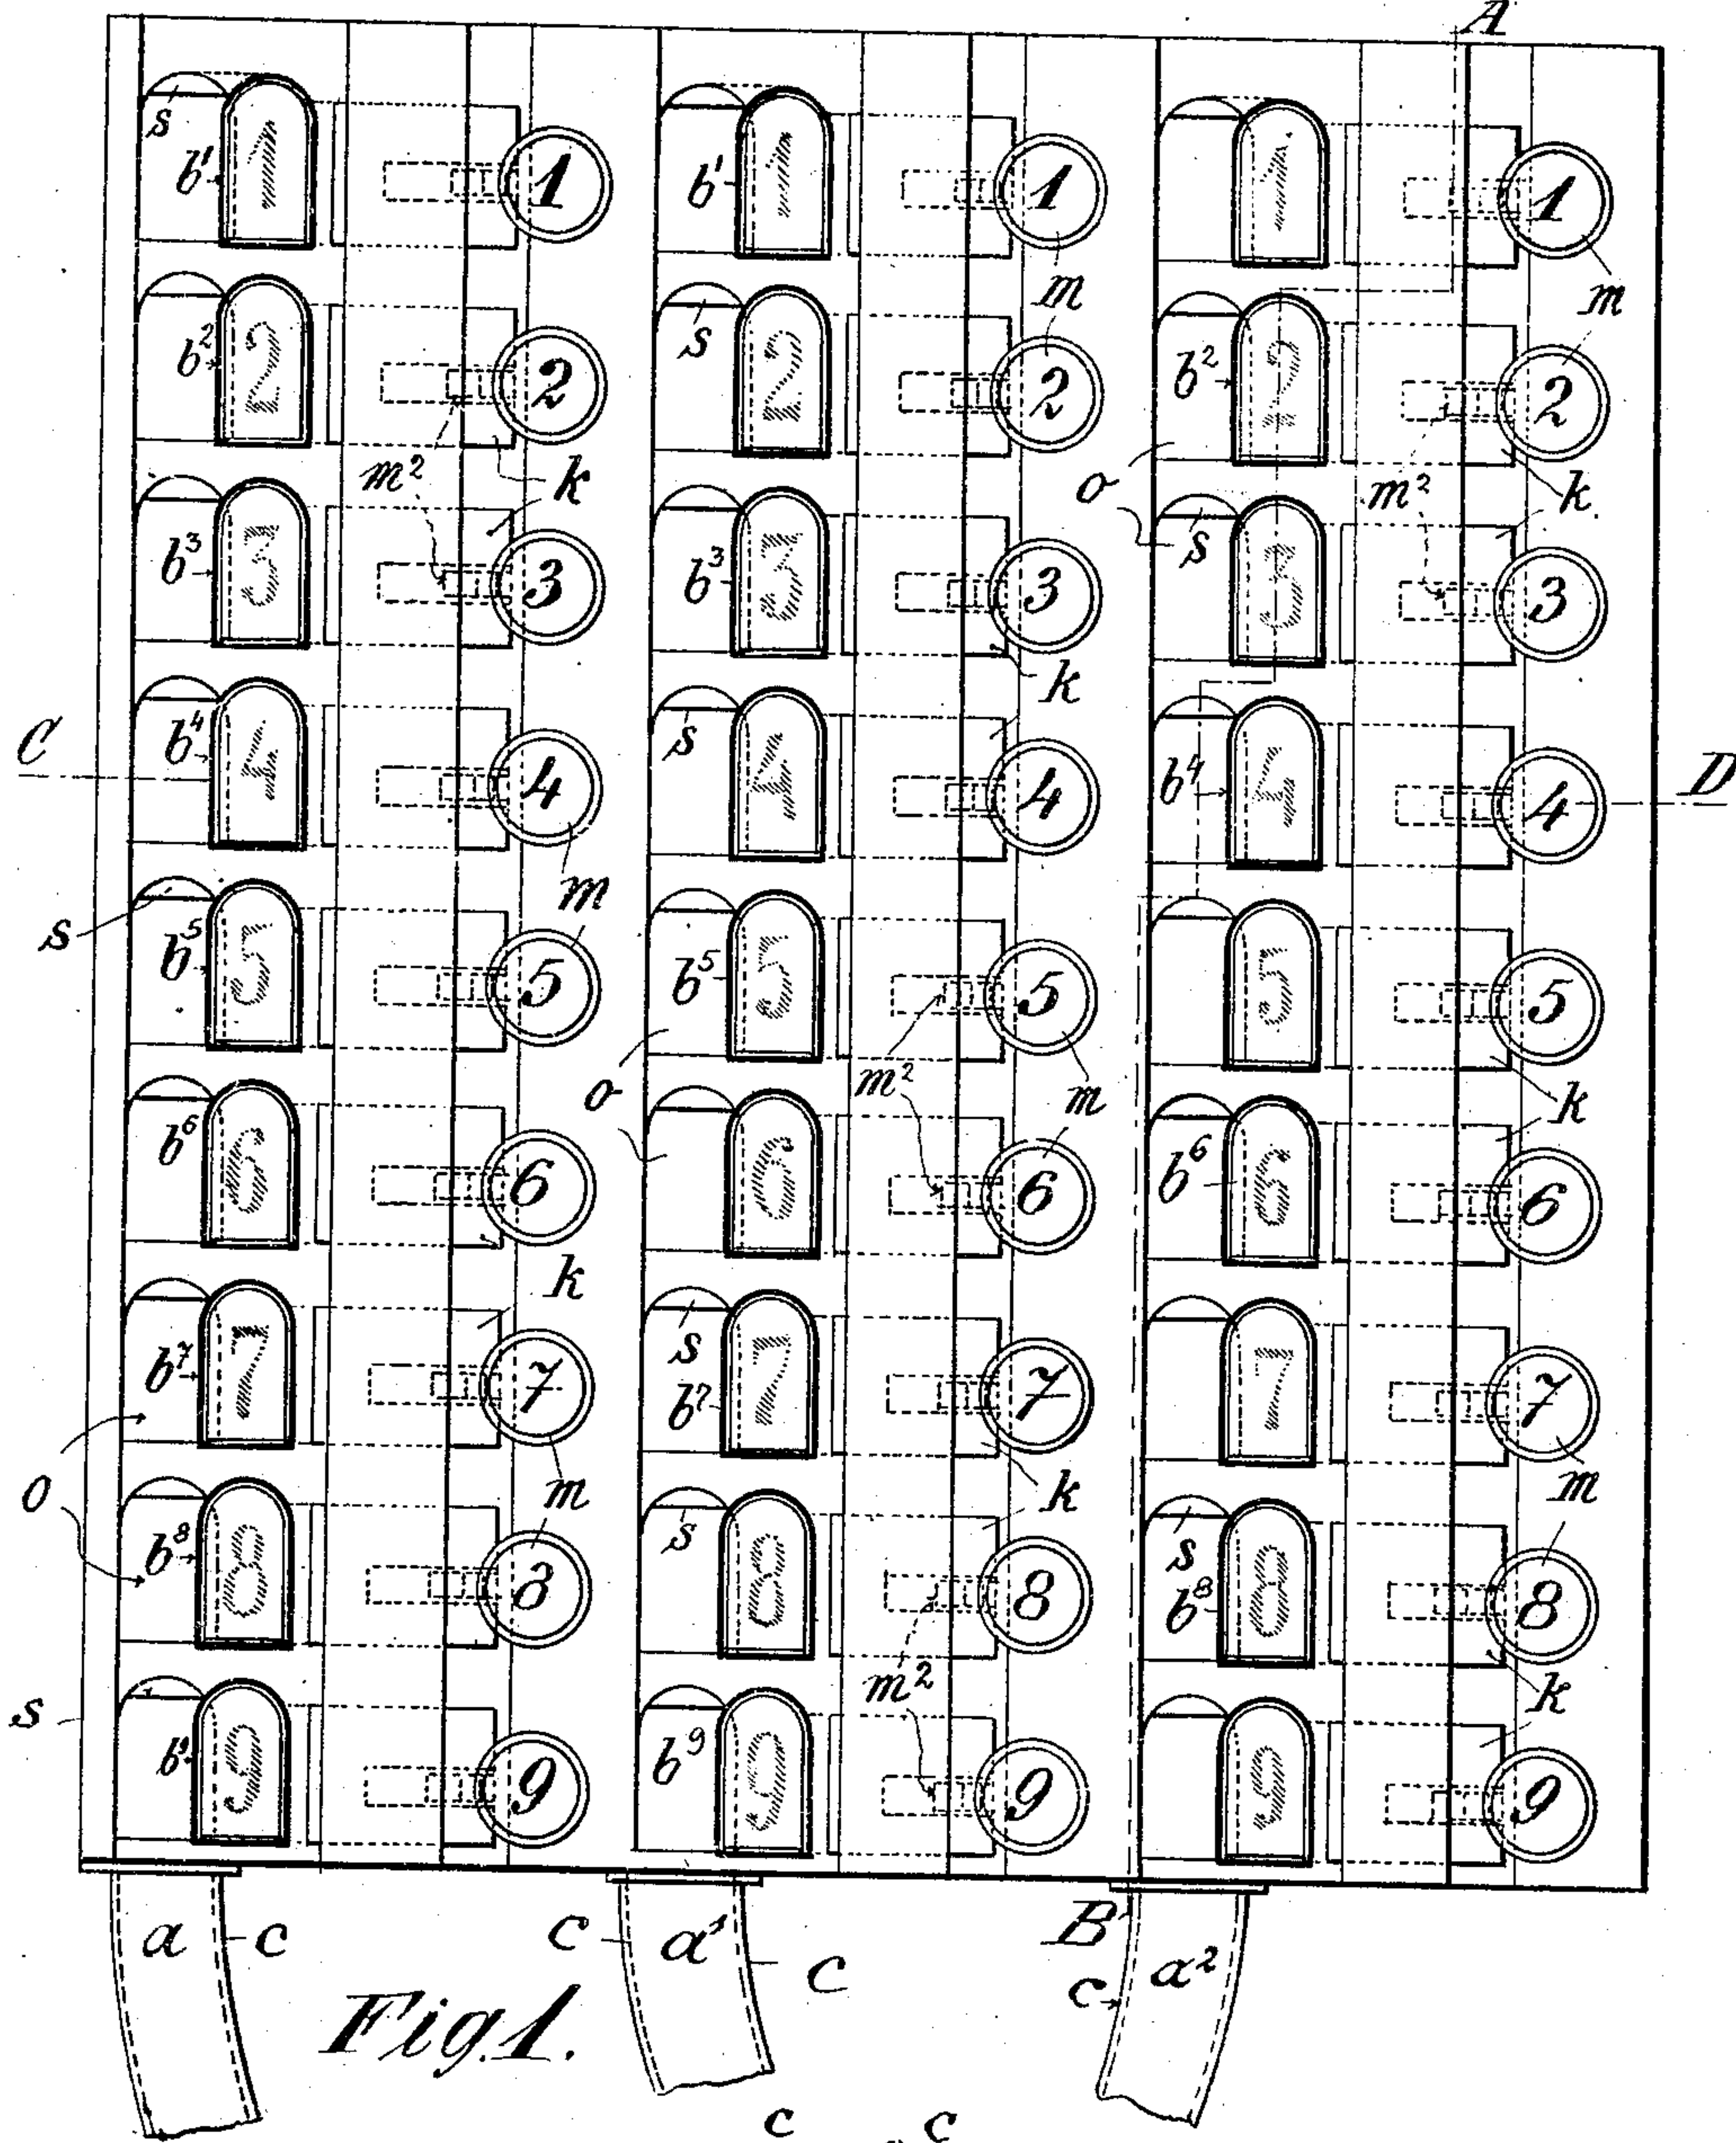 A
s b¹ 1 1 b¹ 1 1 m 1 1 m
b² 2 2 s 2 2 b² 2 2
m² k o m² k
b³ 3 3 b³ 3 3 s 3 3
k
C b⁴ 4 4 s 4 4 b⁴ 4 4 D
m
s b⁵ 5 5 b⁵ 5 5 5 5
o m² m k
b⁶ 6 6 6 6 b⁶ 6 6
k
b⁷ 7 7 s b⁷ 7 7 7 7
o m k m
b⁸ 8 8 s 8 8 s b⁸ 8 8
s m² k
b⁹ 9 9 b⁹ 9 9 9 9
a c c a¹ c B c a²
Fig. 1.
c c